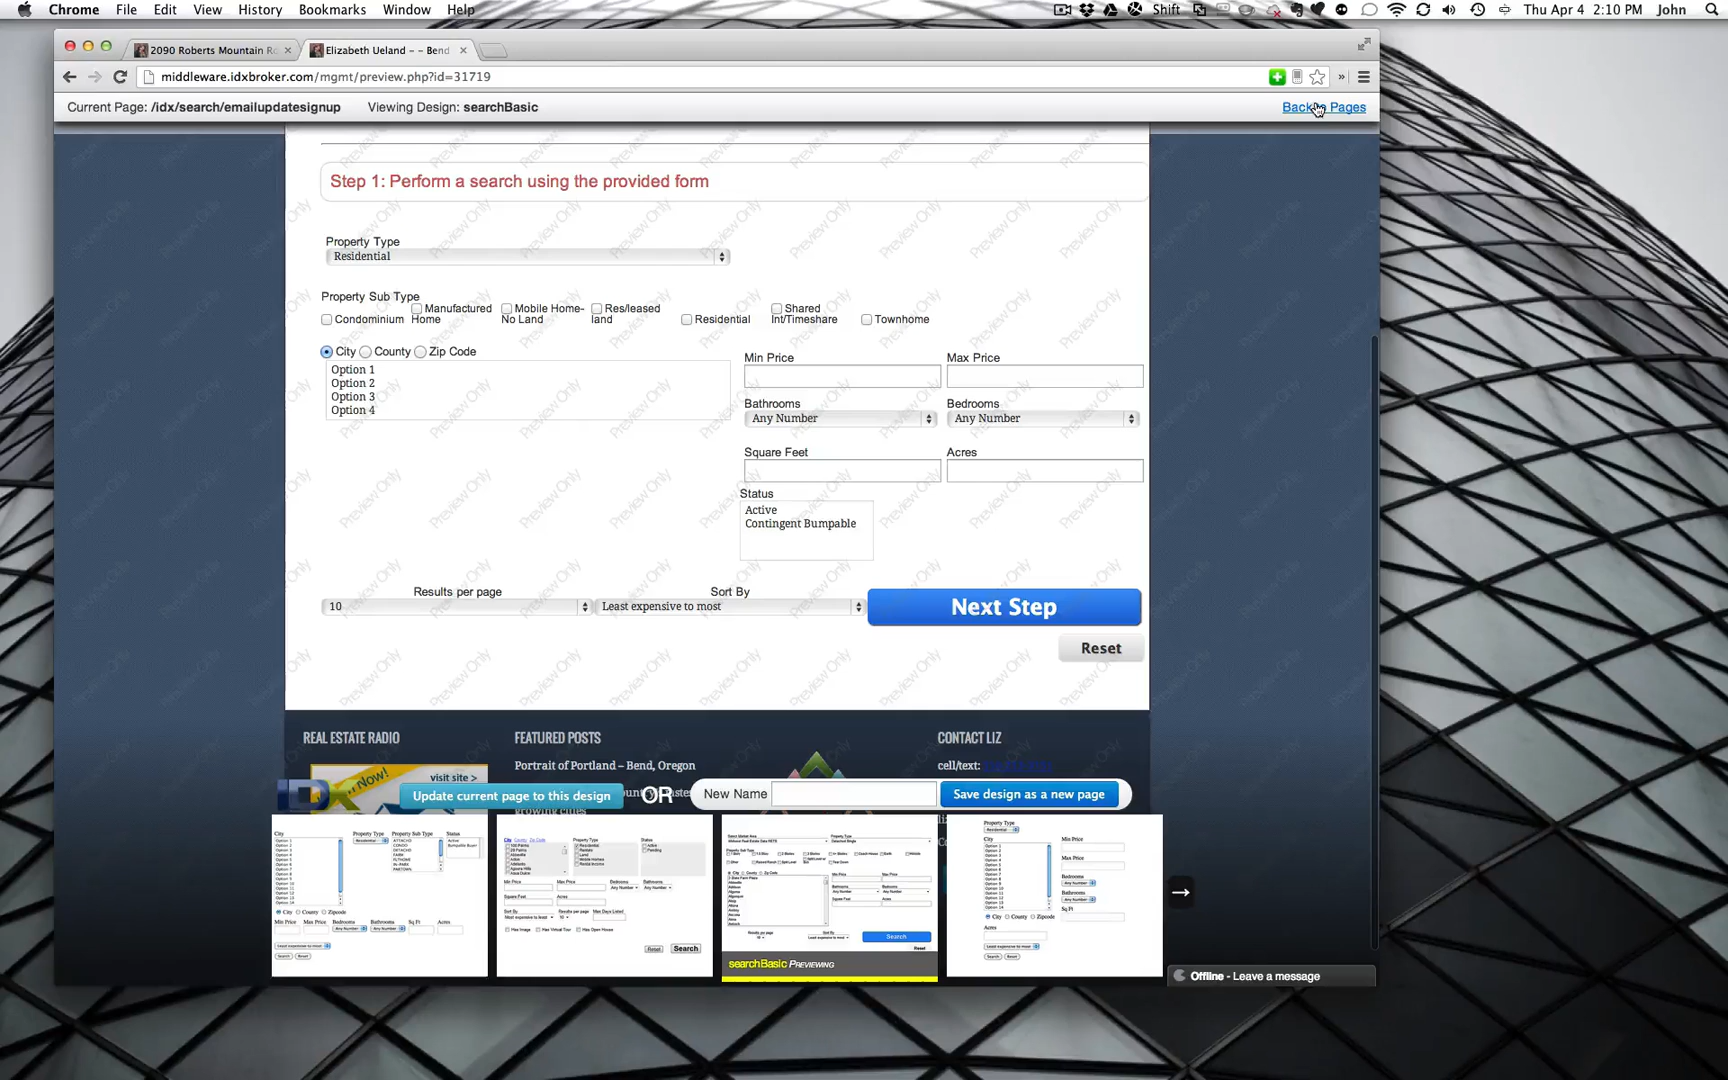 Chrome File Edit View History Bookmarks Window Help Shift Thu Apr 4 2:10 PM John
2090 Roberts Mountain R Elizabeth Ueland - - Bend
middleware.idxbroker.com/mgmt/preview.php?id=31719
Current Page: /idx/search/emailupdatesignup Viewing Design: searchBasic Back Pages
Step 1: Perform a search using the provided form
Property Type
Residential
Property Sub Type
Condominium Manufactured Home Mobile Home- No Land Res/leased land Residential Shared Int/Timeshare Townhome
City County Zip Code
Option 1
Option 2
Option 3
Option 4
Min Price Max Price
Bathrooms Bedrooms
Any Number Any Number
Square Feet Acres
Status
Active
Contingent Bumpable
Results per page Sort By
10 Least expensive to most Next Step
Reset
Preview Only
REAL ESTATE RADIO FEATURED POSTS CONTACT LIZ
Portrait of Portland – Bend, Oregon cell/text:
Now! visit site >
Update current page to this design OR New Name Save design as a new page
growing cities
searchBasic PREVIEWING
Search
Offline - Leave a message